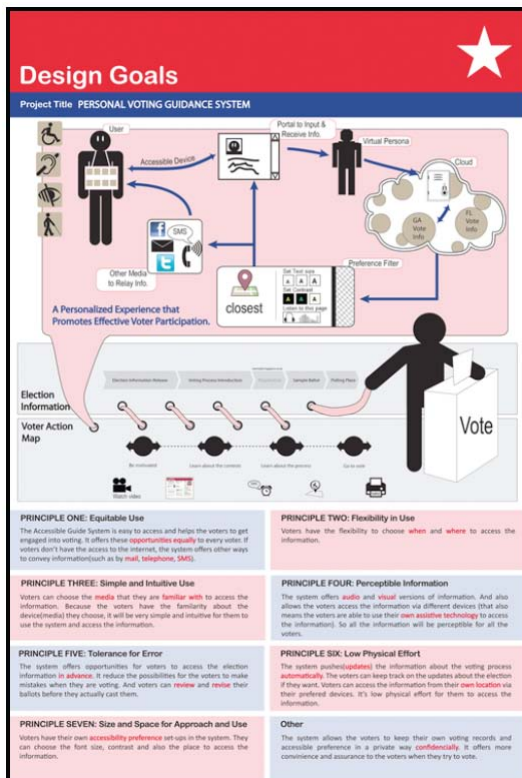 Design Goals
Project Title PERSONAL VOTING GUIDANCE SYSTEM
User
Accessible Device
Portal to Input &
Receive Info.
Virtual Persona
Cloud
GA
Vote
Info
FL
Vote
Info
SMS
Other Media
to Relay Info.
Preference Filter
closest
Set Text size
A A A
Set Contrast
A A A
Listen to this page
A Personalized Experience that
Promotes Effective Voter Participation.
Election Information Release
Voting Process Introduction
Sample Ballot
Polling Place
Election
Information
Voter Action
Map
Be motivated
Learn about the contests
Learn about the process
Go to vote
Watch video
Vote
PRINCIPLE ONE: Equitable Use
The Accessible Guide System is easy to access and helps the voters to get
engaged into voting. It offers these opportunities equally to every voter. If
voters don't have the access to the internet, the system offers other ways
to convey information(such as by mail, telephone, SMS).
PRINCIPLE TWO: Flexibility in Use
Voters have the flexibility to choose when and where to access the
information.
PRINCIPLE THREE: Simple and Intuitive Use
Voters can choose the media that they are familiar with to access the
information. Because the voters have the familarity about the
device(media) they choose, it will be very simple and intuitive for them to
use the system and access the information.
PRINCIPLE FOUR: Perceptible Information
The system offers audio and visual versions of information. And also
allows the voters access the information via different devices (that also
means the voters are able to use their own assistive technology to access
the information). So all the information will be perceptible for all the
voters.
PRINCIPLE FIVE: Tolerance for Error
The system offers opportunities for voters to access the election
information in advance. It reduce the possibilities for the voters to make
mistakes when they are voting. And voters can review and revise their
ballots before they actually cast them.
PRINCIPLE SIX: Low Physical Effort
The system pushes(updates) the information about the voting process
automatically. The voters can keep track on the updates about the election
if they want. Voters can access the information from their own location via
their prefered devices. It's low physical effort for them to access the
information.
PRINCIPLE SEVEN: Size and Space for Approach and Use
Voters have their own accessibility preference set-ups in the system. They
can choose the font size, contrast and also the place to access the
information.
Other
The system allows the voters to keep their own voting records and
accessible preference in a private way confidencially. It offers more
convinience and assurance to the voters when they try to vote.